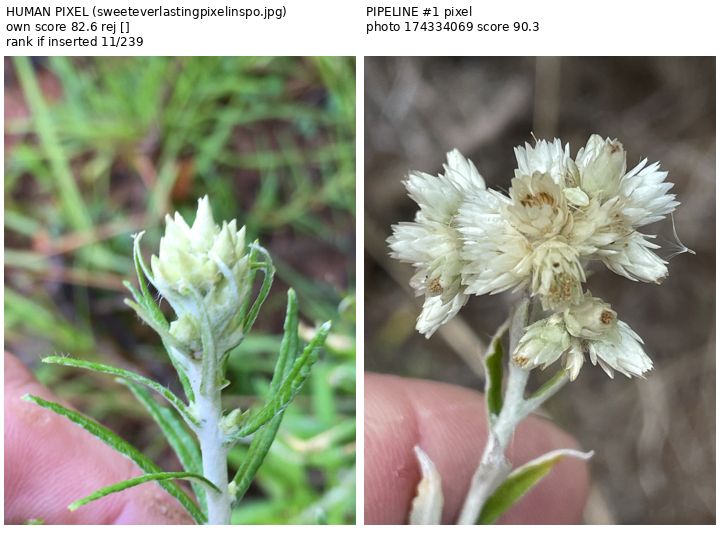 HUMAN PIXEL (sweeteverlastingpixelinspo.jpg)
own score 82.6 rej []
rank if inserted 11/239
PIPELINE #1 pixel
photo 174334069 score 90.3